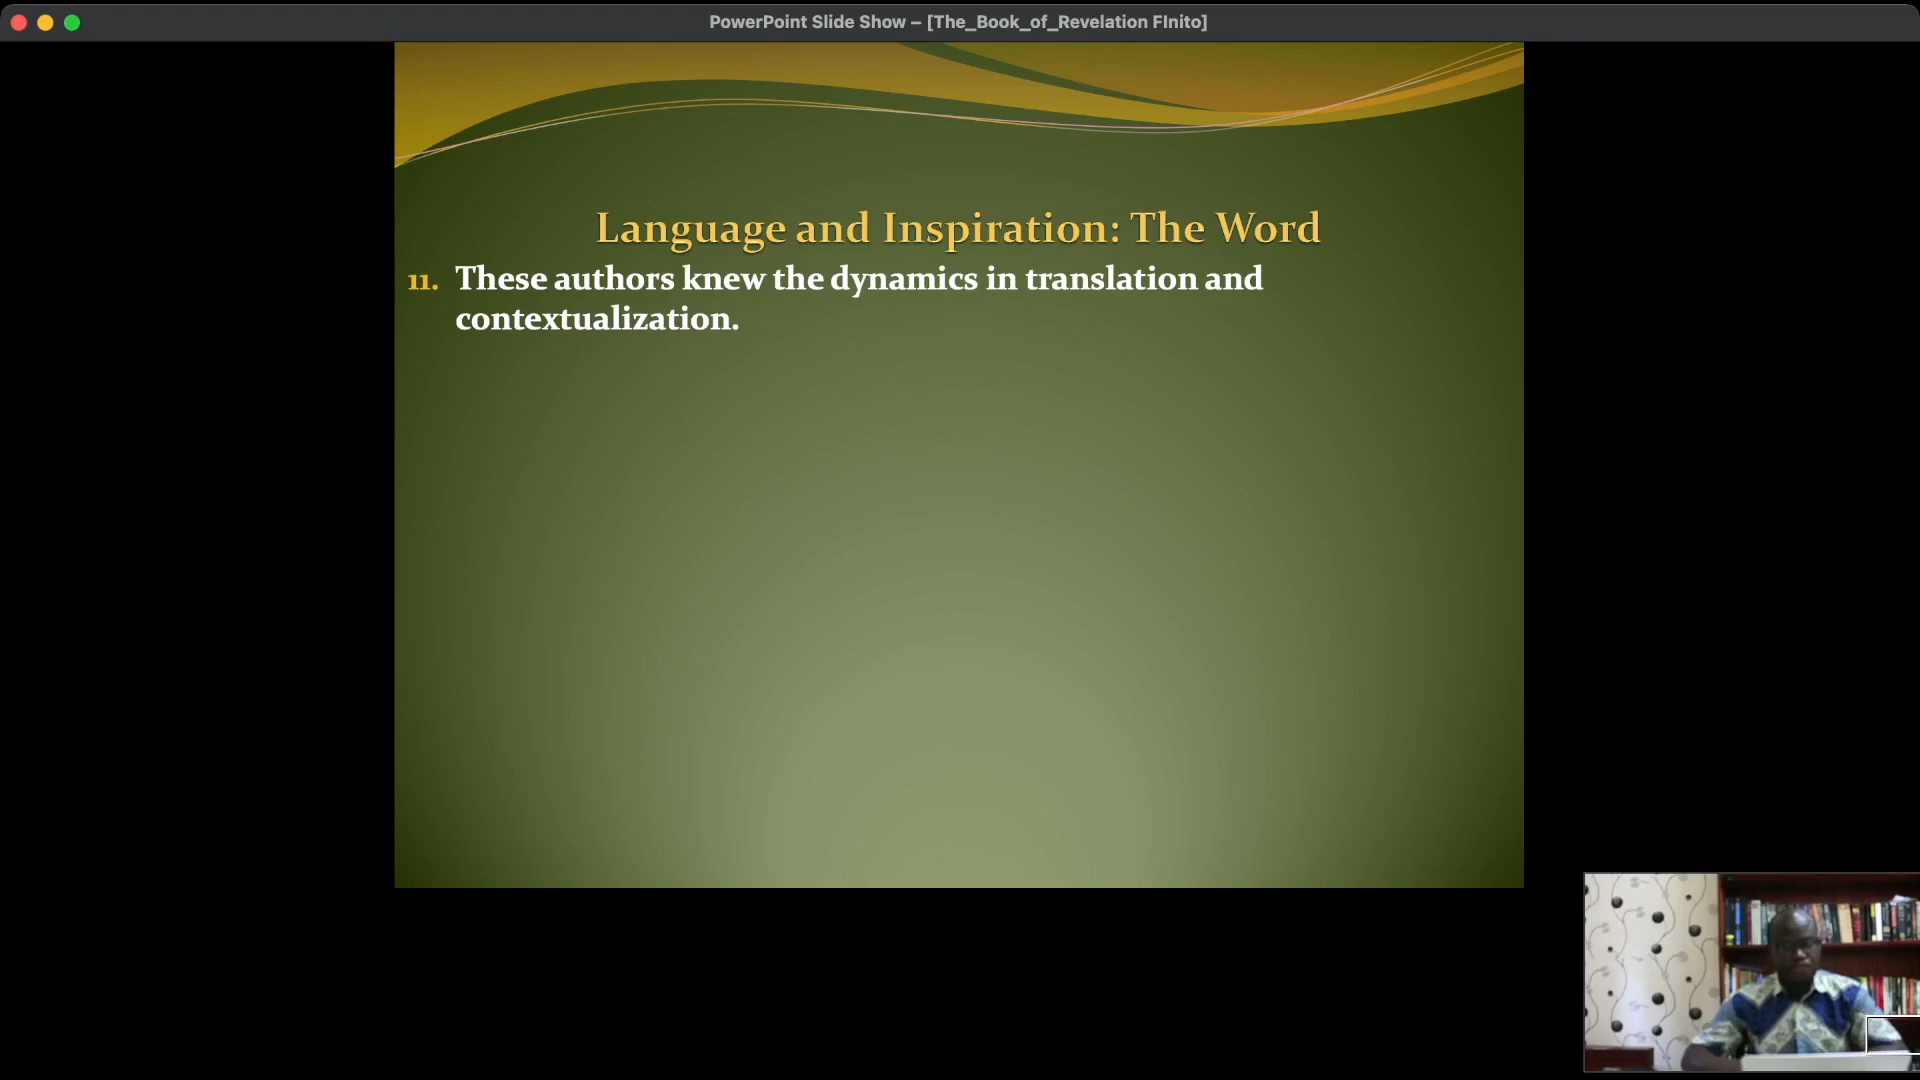 PowerPoint Slide Show – [The_Book_of_Revelation FInito]
Language and Inspiration: The Word
11. These authors knew the dynamics in translation and
contextualization.